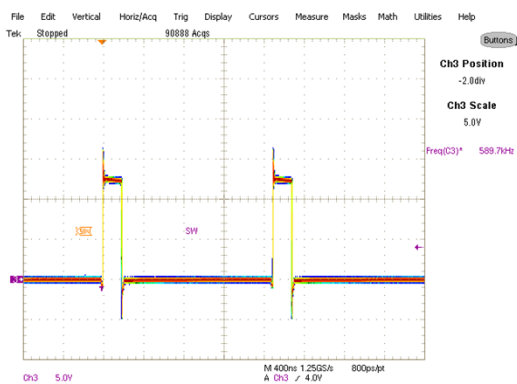 File Edit Vertical Horiz/Acq Trig Display Cursors Measure Masks Math Utilities Help
Tek Stopped 90888 Acqs Buttons
Ch3 Position
-2.0div
Ch3 Scale
5.0V
Freq(C3)* 589.7kHz
SW
3
M 400ns 1.25GS/s 800ps/pt
Ch3 5.0V A Ch3 / 4.0V